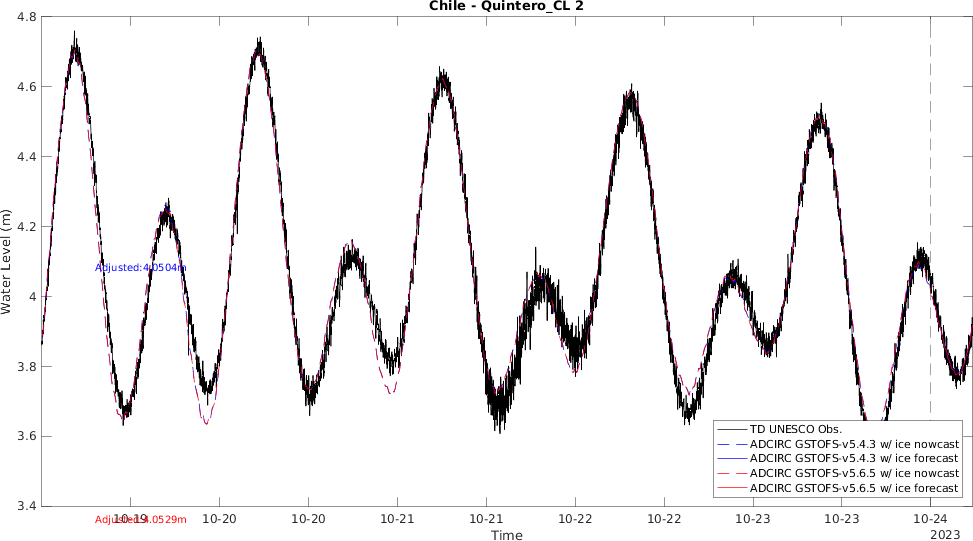 Chile - Quintero_CL 2
4.8
4.6
4.4
4.2
4
3.8
3.6
3.4
Water Level (m)
Adjusted:4.0504m
TD UNESCO Obs.
ADCIRC GSTOFS-v5.4.3 w/ ice nowcast
ADCIRC GSTOFS-v5.4.3 w/ ice forecast
ADCIRC GSTOFS-v5.6.5 w/ ice nowcast
ADCIRC GSTOFS-v5.6.5 w/ ice forecast
Adjusted:4.0529m
10-19 10-20 10-20 10-21 10-21 10-22 10-22 10-23 10-23 10-24
Time
2023